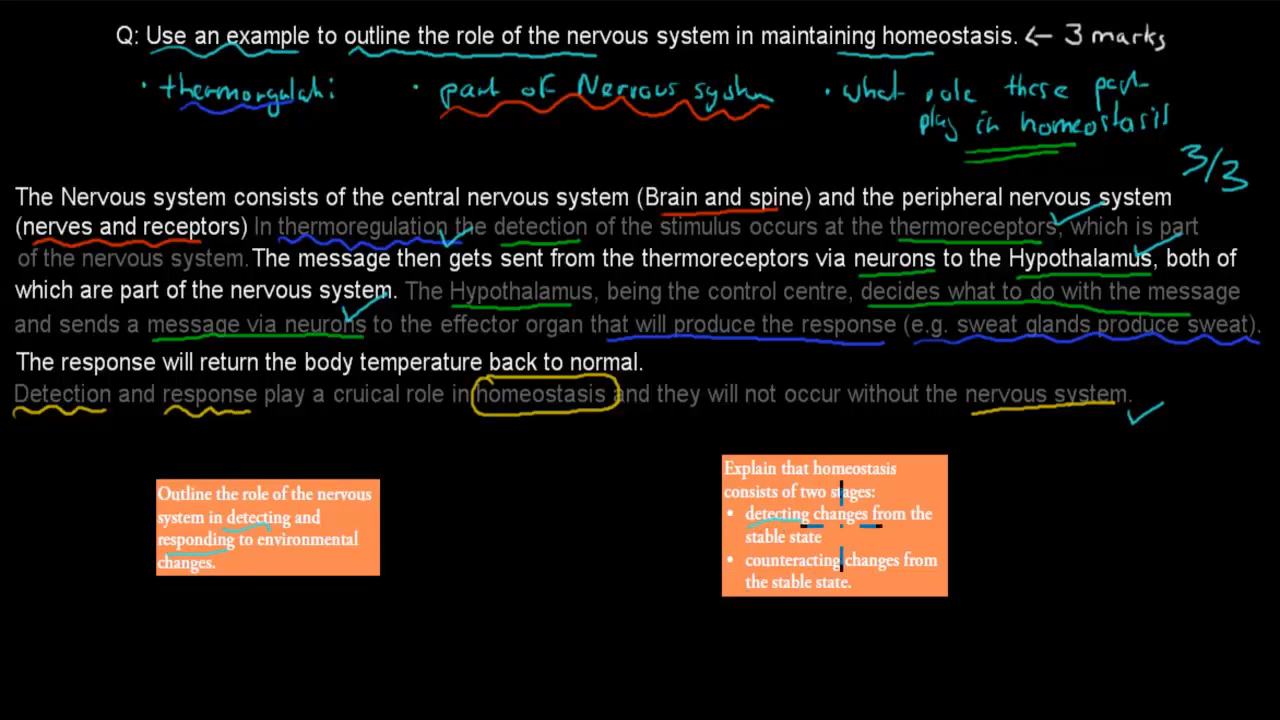 Q: Use an example to outline the role of the nervous system in maintaining homeostasis. ← 3 marks
• thermorgulati • part of Nervous system • what role these part
play in homeostasis
3/3
The Nervous system consists of the central nervous system (Brain and spine) and the peripheral nervous system
(nerves and receptors) In thermoregulation the detection of the stimulus occurs at the thermoreceptors, which is part
of the nervous system. The message then gets sent from the thermoreptors via neurons to the Hypothalamus, both of
which are part of the nervous system. The Hypothalamus, being the control centre, decides what to do with the message
and sends a message via neurons to the effector organ that will produce the response (e.g. sweat glands produce sweat).
The response will return the body temperature back to normal.
Detection and response play a cruical role in homeostasis and they will not occur without the nervous system.
Outline the role of the nervous
system in detecting and
responding to environmental
changes.
Explain that homeostasis
consists of two stages:
• detecting changes from the
stable state
• counteracting changes from
the stable state.